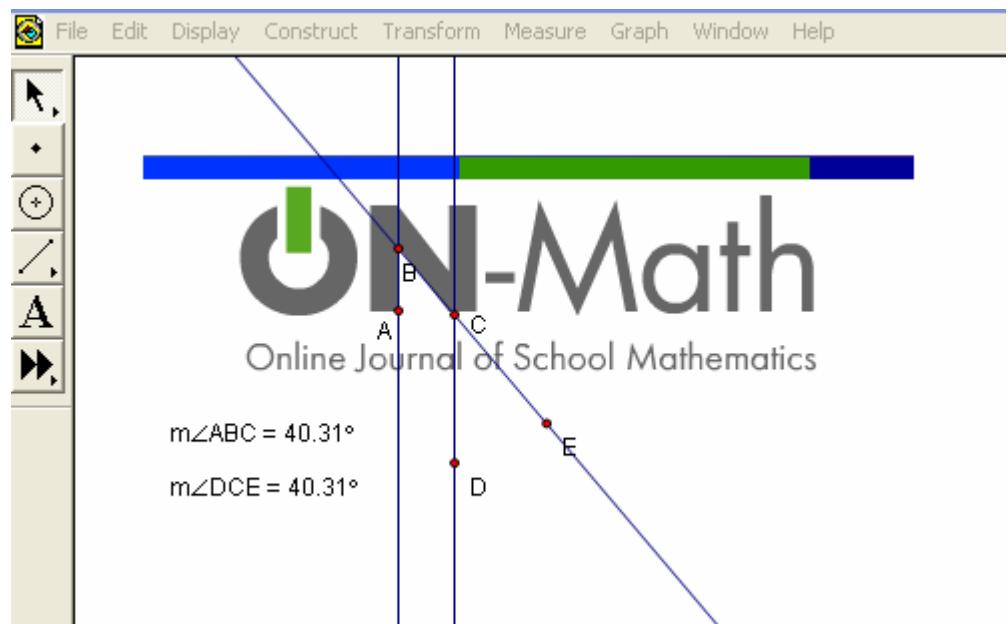 File Edit Display Construct Transform Measure Graph Window Help
A
ON-Math
B
A
C
Online Journal of School Mathematics
m∠ABC = 40.31°
E
m∠DCE = 40.31°
D